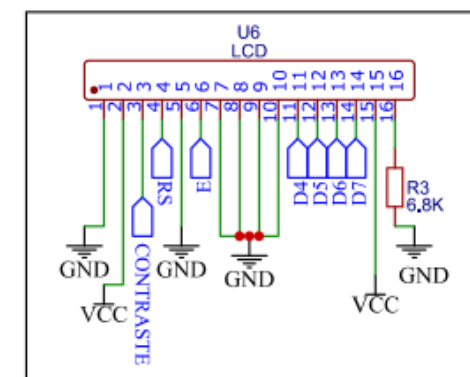 U6
LCD
1 2 3 4 5 6 7 8 9 10 11 12 13 14 15 16
1 2 3 4 5 6 7 8 9 10 11 12 13 14 15 16
RS
E
D4
D5
D6
D7
R3
6.8K
GND
GND
GND
GND
VCC
CONTRASTE
VCC